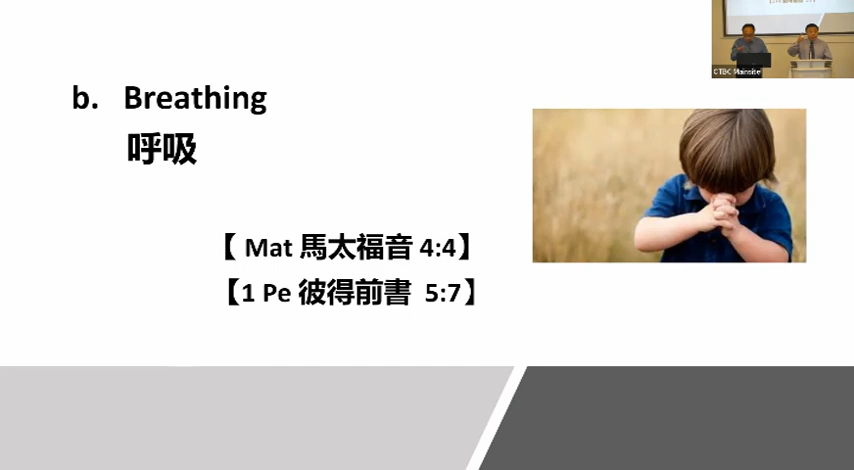 b. Breathing
呼吸
【 Mat 馬太福音 4:4】
【1 Pe 彼得前書 5:7】
CTBC Mainsite